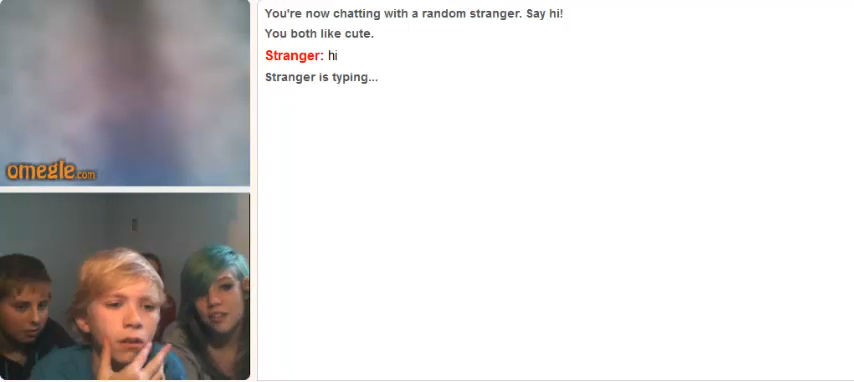 You're now chatting with a random stranger. Say hi!
You both like cute.
Stranger: hi
Stranger is typing...
omegle.com